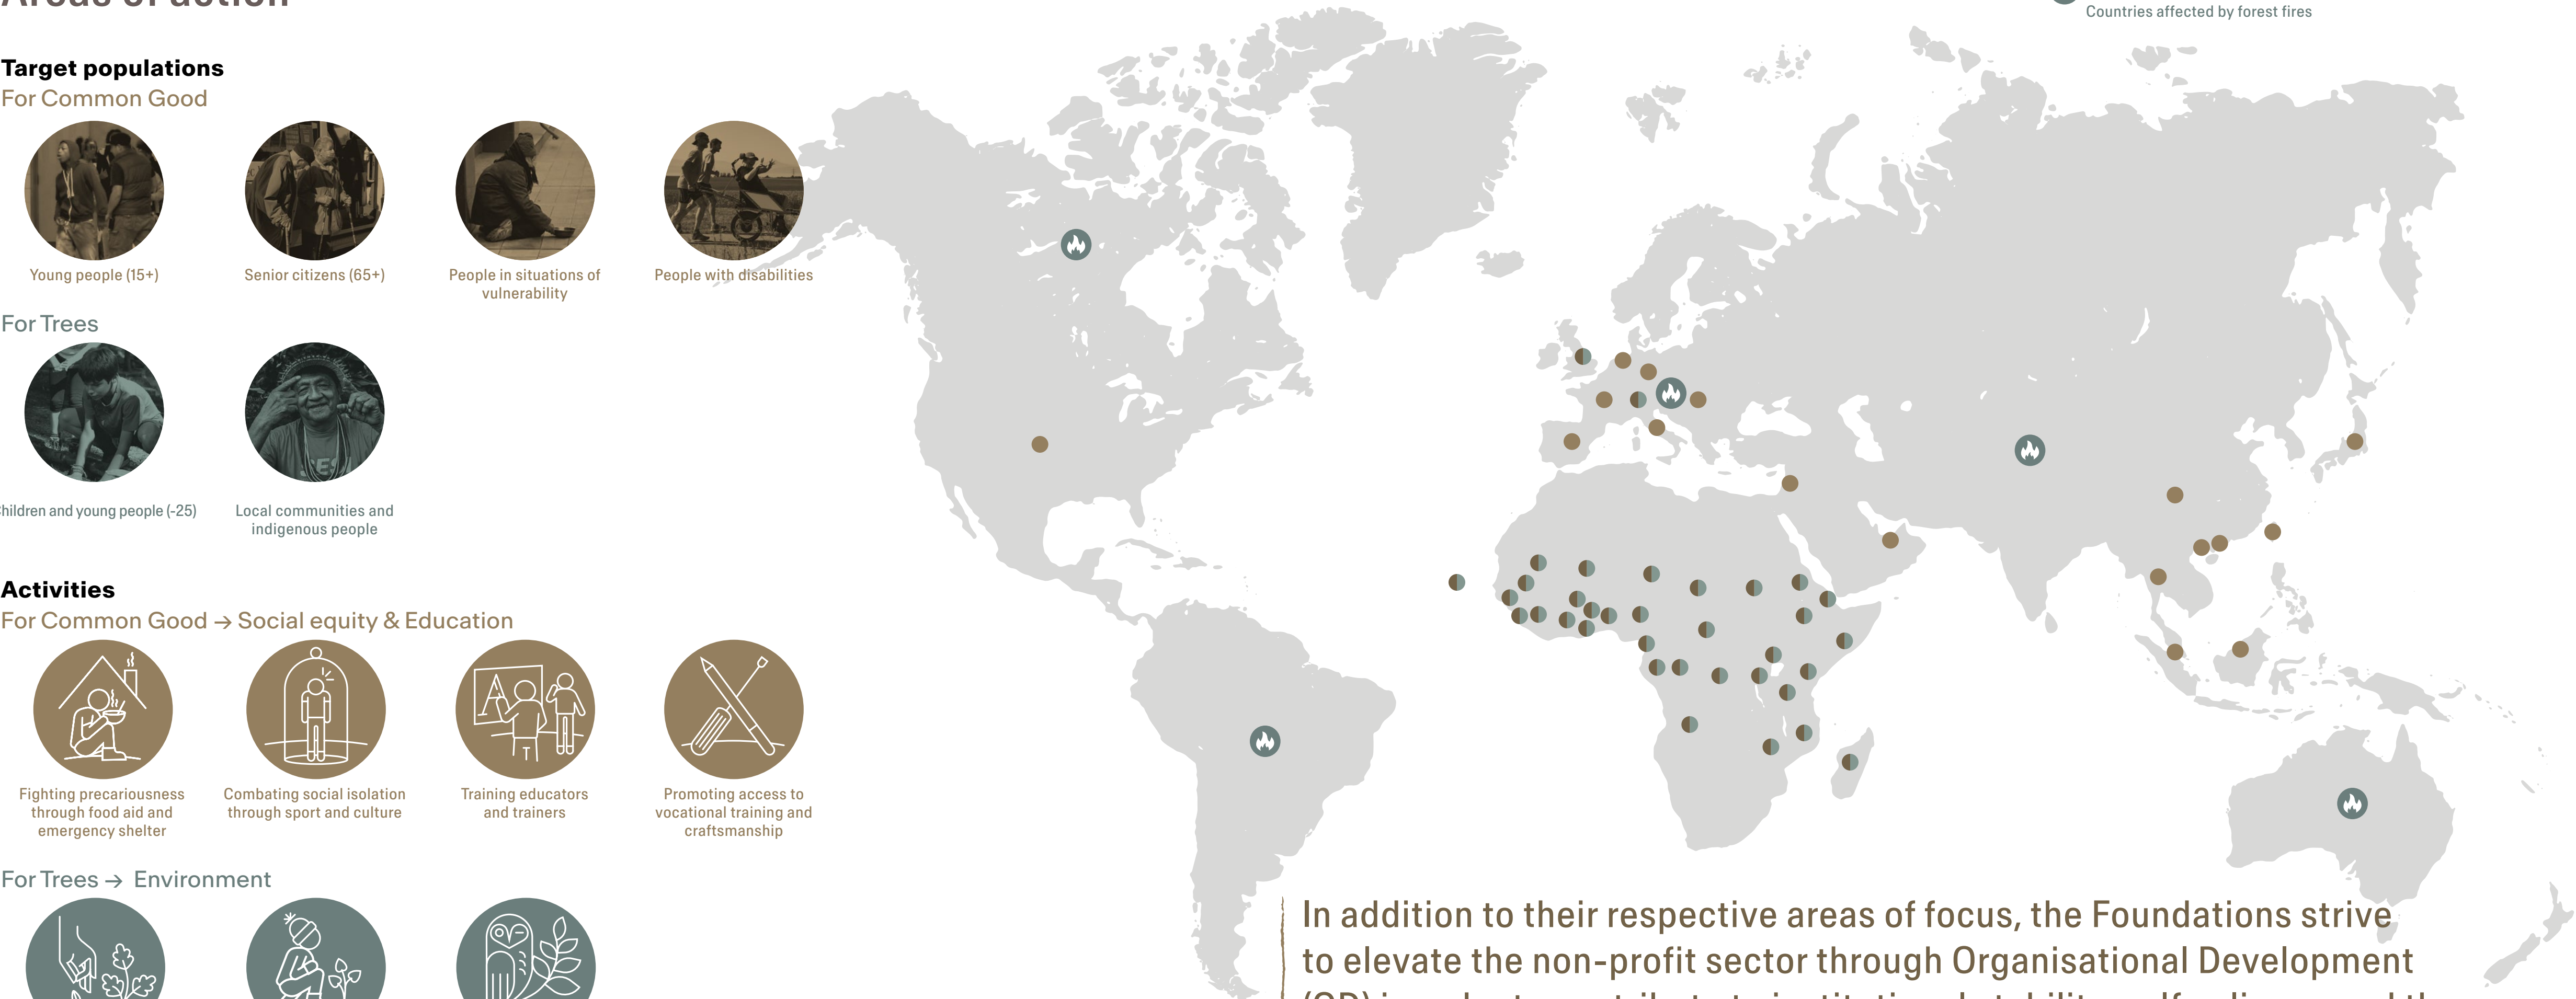 Areas of action
Countries affected by forest fires
Target populations
For Common Good
Young people (15+)
Senior citizens (65+)
People in situations of
vulnerability
People with disabilities
For Trees
hildren and young people (-25)
Local communities and
indigenous people
Activities
For Common Good → Social equity & Education
Fighting precariousness
through food aid and
emergency shelter
Combating social isolation
through sport and culture
Training educators
and trainers
Promoting access to
vocational training and
craftsmanship
For Trees → Environment
In addition to their respective areas of focus, the Foundations strive
to elevate the non-profit sector through Organisational Development